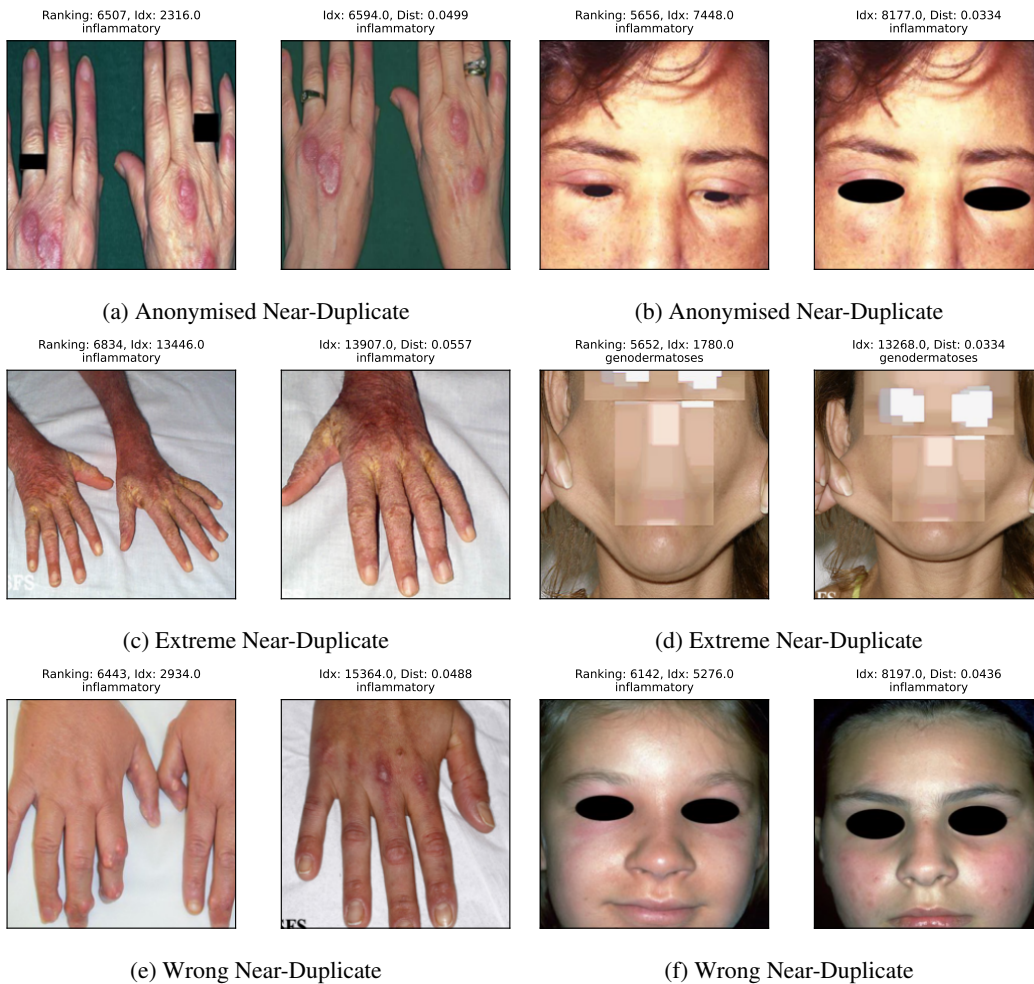 Ranking: 6507, Idx: 2316.0
inflammatory
Idx: 6594.0, Dist: 0.0499
inflammatory
Ranking: 5656, Idx: 7448.0
inflammatory
Idx: 8177.0, Dist: 0.0334
inflammatory
(a) Anonymised Near-Duplicate
(b) Anonymised Near-Duplicate
Ranking: 6834, Idx: 13446.0
inflammatory
Idx: 13907.0, Dist: 0.0557
inflammatory
Ranking: 5652, Idx: 1780.0
genodermatoses
Idx: 13268.0, Dist: 0.0334
genodermatoses
SFS
FS
(c) Extreme Near-Duplicate
(d) Extreme Near-Duplicate
Ranking: 6443, Idx: 2934.0
inflammatory
Idx: 15364.0, Dist: 0.0488
inflammatory
Ranking: 6142, Idx: 5276.0
inflammatory
Idx: 8197.0, Dist: 0.0436
inflammatory
SFS
(e) Wrong Near-Duplicate
(f) Wrong Near-Duplicate